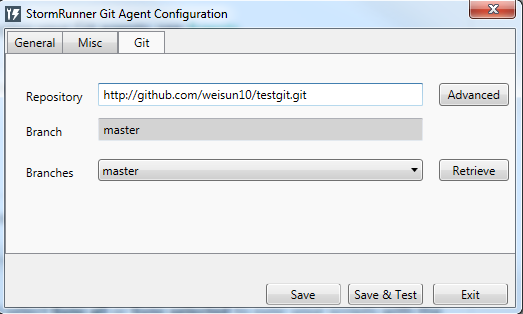 StormRunner Git Agent Configuration
General Misc Git
Repository http://github.com/weisun10/testgit.git Advanced
Branch master
Branches master Retrieve
Save Save & Test Exit